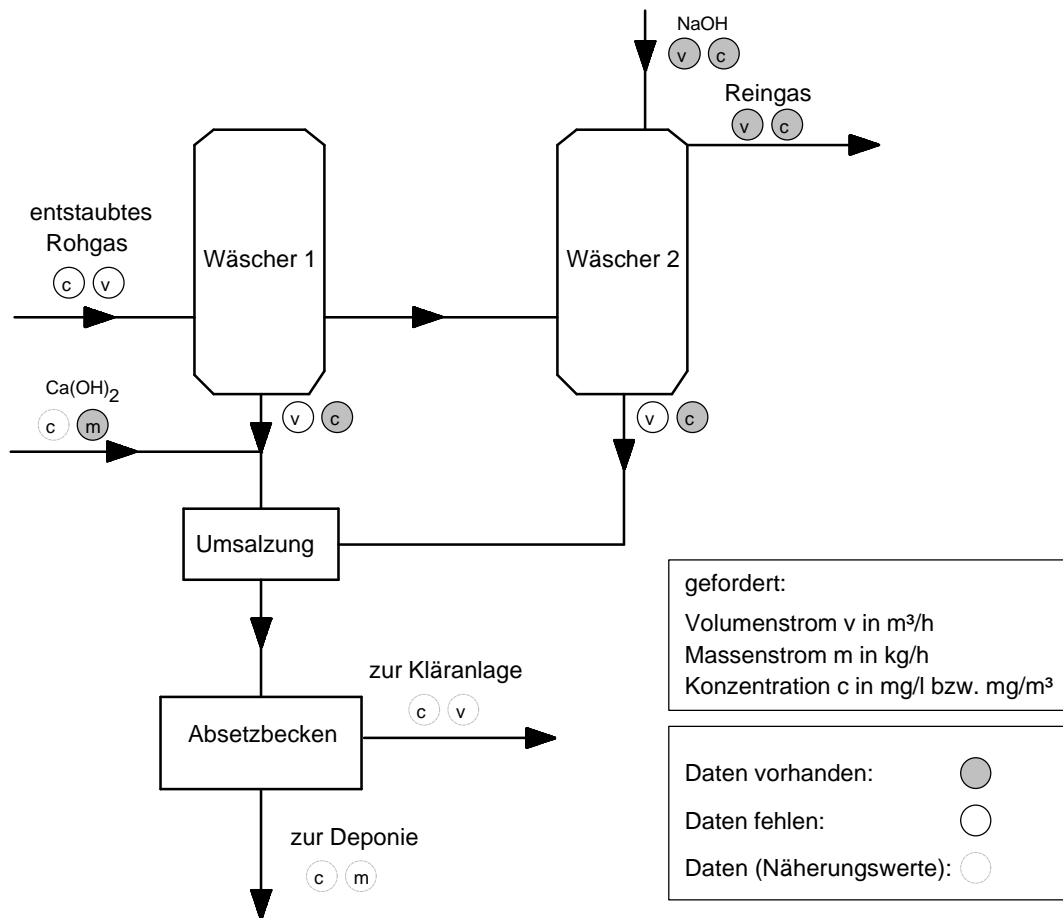 NaOH
v c
Reingas
v c
entstaubtes
Rohgas
c v
Wäscher 1
Wäscher 2
Ca(OH)2
c m
v c
v c
Umsalzung
gefordert:
Volumenstrom v in m³/h
Massenstrom m in kg/h
Konzentration c in mg/l bzw. mg/m³
zur Kläranlage
c v
Absetzbecken
Daten vorhanden:
Daten fehlen:
Daten (Näherungswerte):
zur Deponie
c m